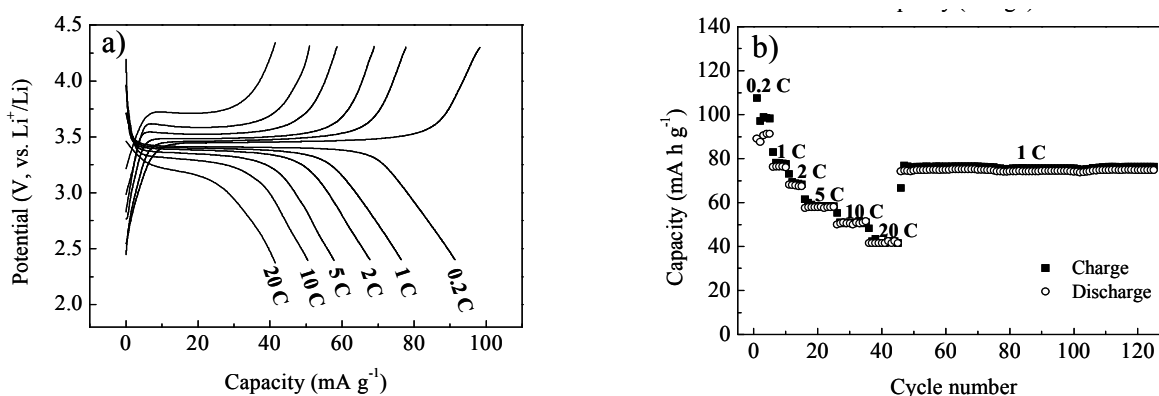 a)
4.5
4.0
3.5
3.0
2.5
2.0
Potential (V, vs. Li⁺/Li)
20 C
10 C
5 C
2 C
1 C
0.2 C
0 20 40 60 80 100
Capacity (mA g⁻¹)
b)
140
120
100
80
60
40
20
0
Capacity (mA h g⁻¹)
0.2 C
1 C
2 C
5 C
10 C
20 C
1 C
Charge
Discharge
0 20 40 60 80 100 120
Cycle number